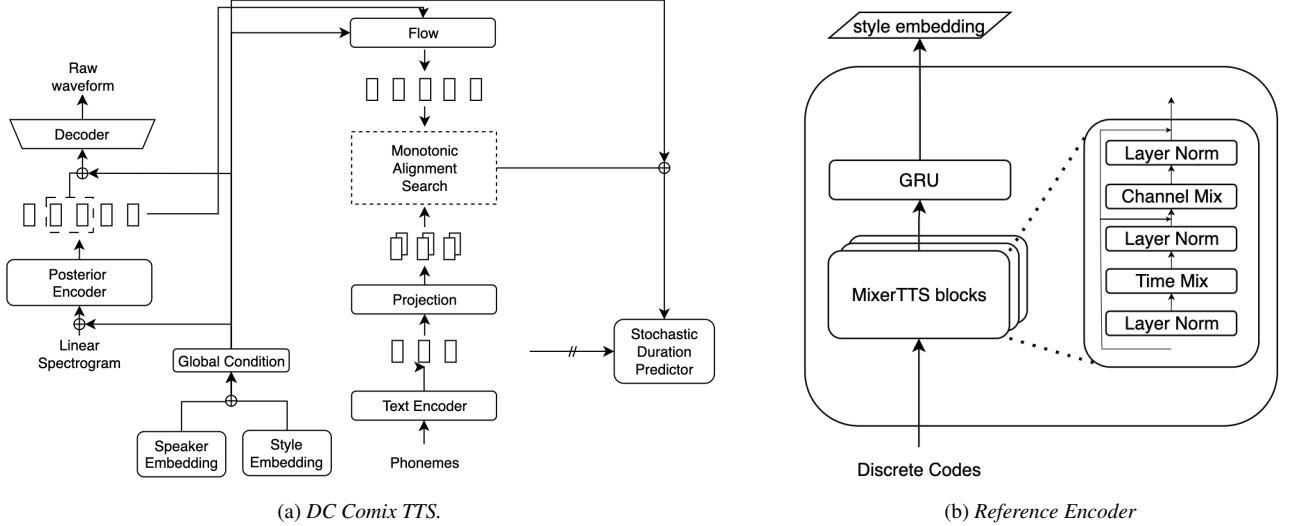 Flow
Raw
waveform
Decoder
Monotonic
Alignment
Search
Posterior
Encoder
Linear
Spectrogram
Projection
Stochastic
Duration
Predictor
//
Global Condition
Text Encoder
Speaker
Embedding
Style
Embedding
Phonemes
(a) DC Comix TTS.
style embedding
GRU
MixerTTS blocks
Layer Norm
Channel Mix
Layer Norm
Time Mix
Layer Norm
Discrete Codes
(b) Reference Encoder